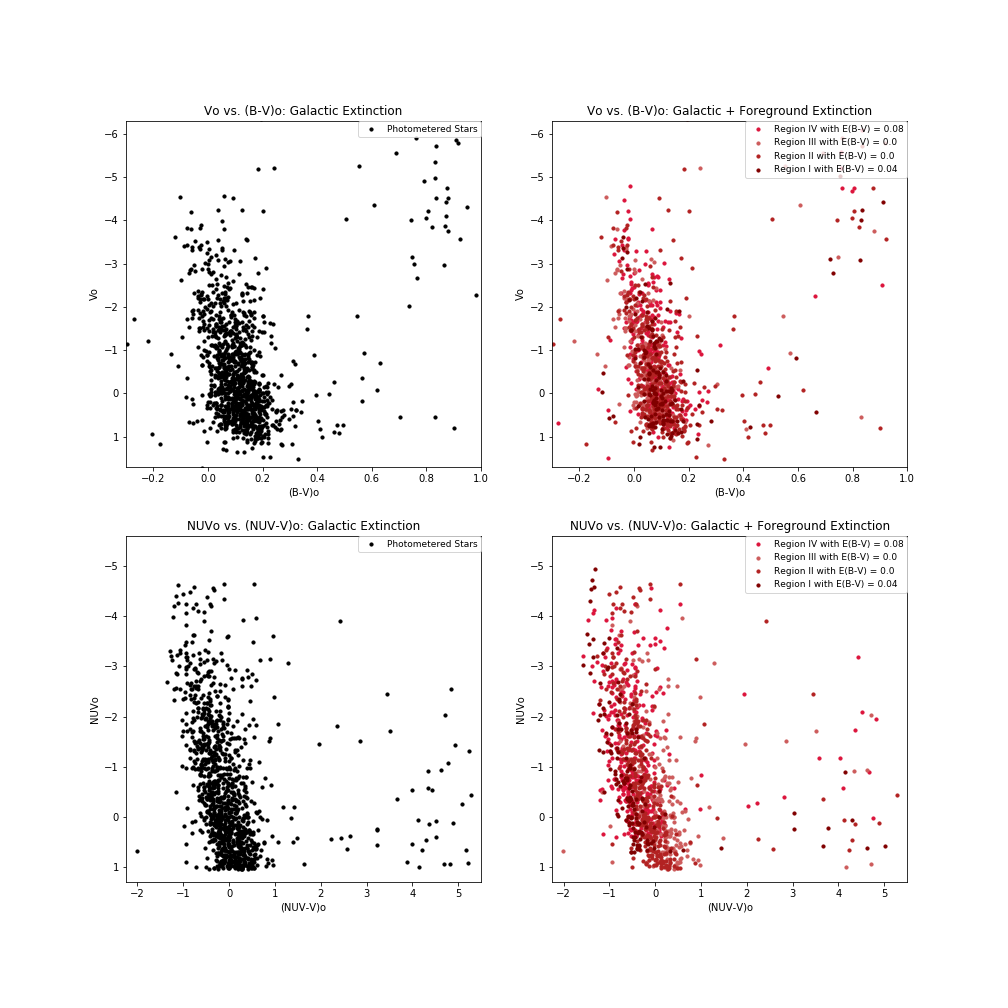 Vo vs. (B-V)o: Galactic Extinction
Vo vs. (B-V)o: Galactic + Foreground Extinction
Photometered Stars
Region IV with E(B-V) = 0.08
Region III with E(B-V) = 0.0
Region II with E(B-V) = 0.0
Region I with E(B-V) = 0.04
−6
−5
−4
−3
−2
−1
0
1
Vo
−0.2
0.0
0.2
0.4
0.6
0.8
1.0
(B-V)o
−6
−5
−4
−3
−2
−1
0
1
Vo
−0.2
0.0
0.2
0.4
0.6
0.8
1.0
(B-V)o
NUVo vs. (NUV-V)o: Galactic Extinction
NUVo vs. (NUV-V)o: Galactic + Foreground Extinction
Photometered Stars
Region IV with E(B-V) = 0.08
Region III with E(B-V) = 0.0
Region II with E(B-V) = 0.0
Region I with E(B-V) = 0.04
−5
−4
−3
−2
−1
0
1
NUVo
−2
−1
0
1
2
3
4
5
(NUV-V)o
−5
−4
−3
−2
−1
0
1
NUVo
−2
−1
0
1
2
3
4
5
(NUV-V)o